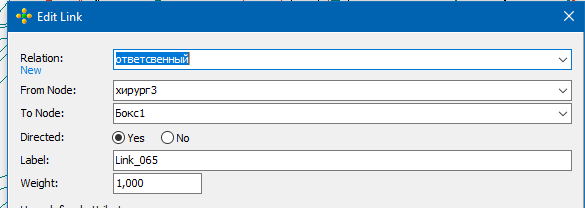 Edit Link
Relation: ответсвенный
New
From Node: хирург3
To Node: Бокс1
Directed: Yes No
Label: Link_065
Weight: 1,000